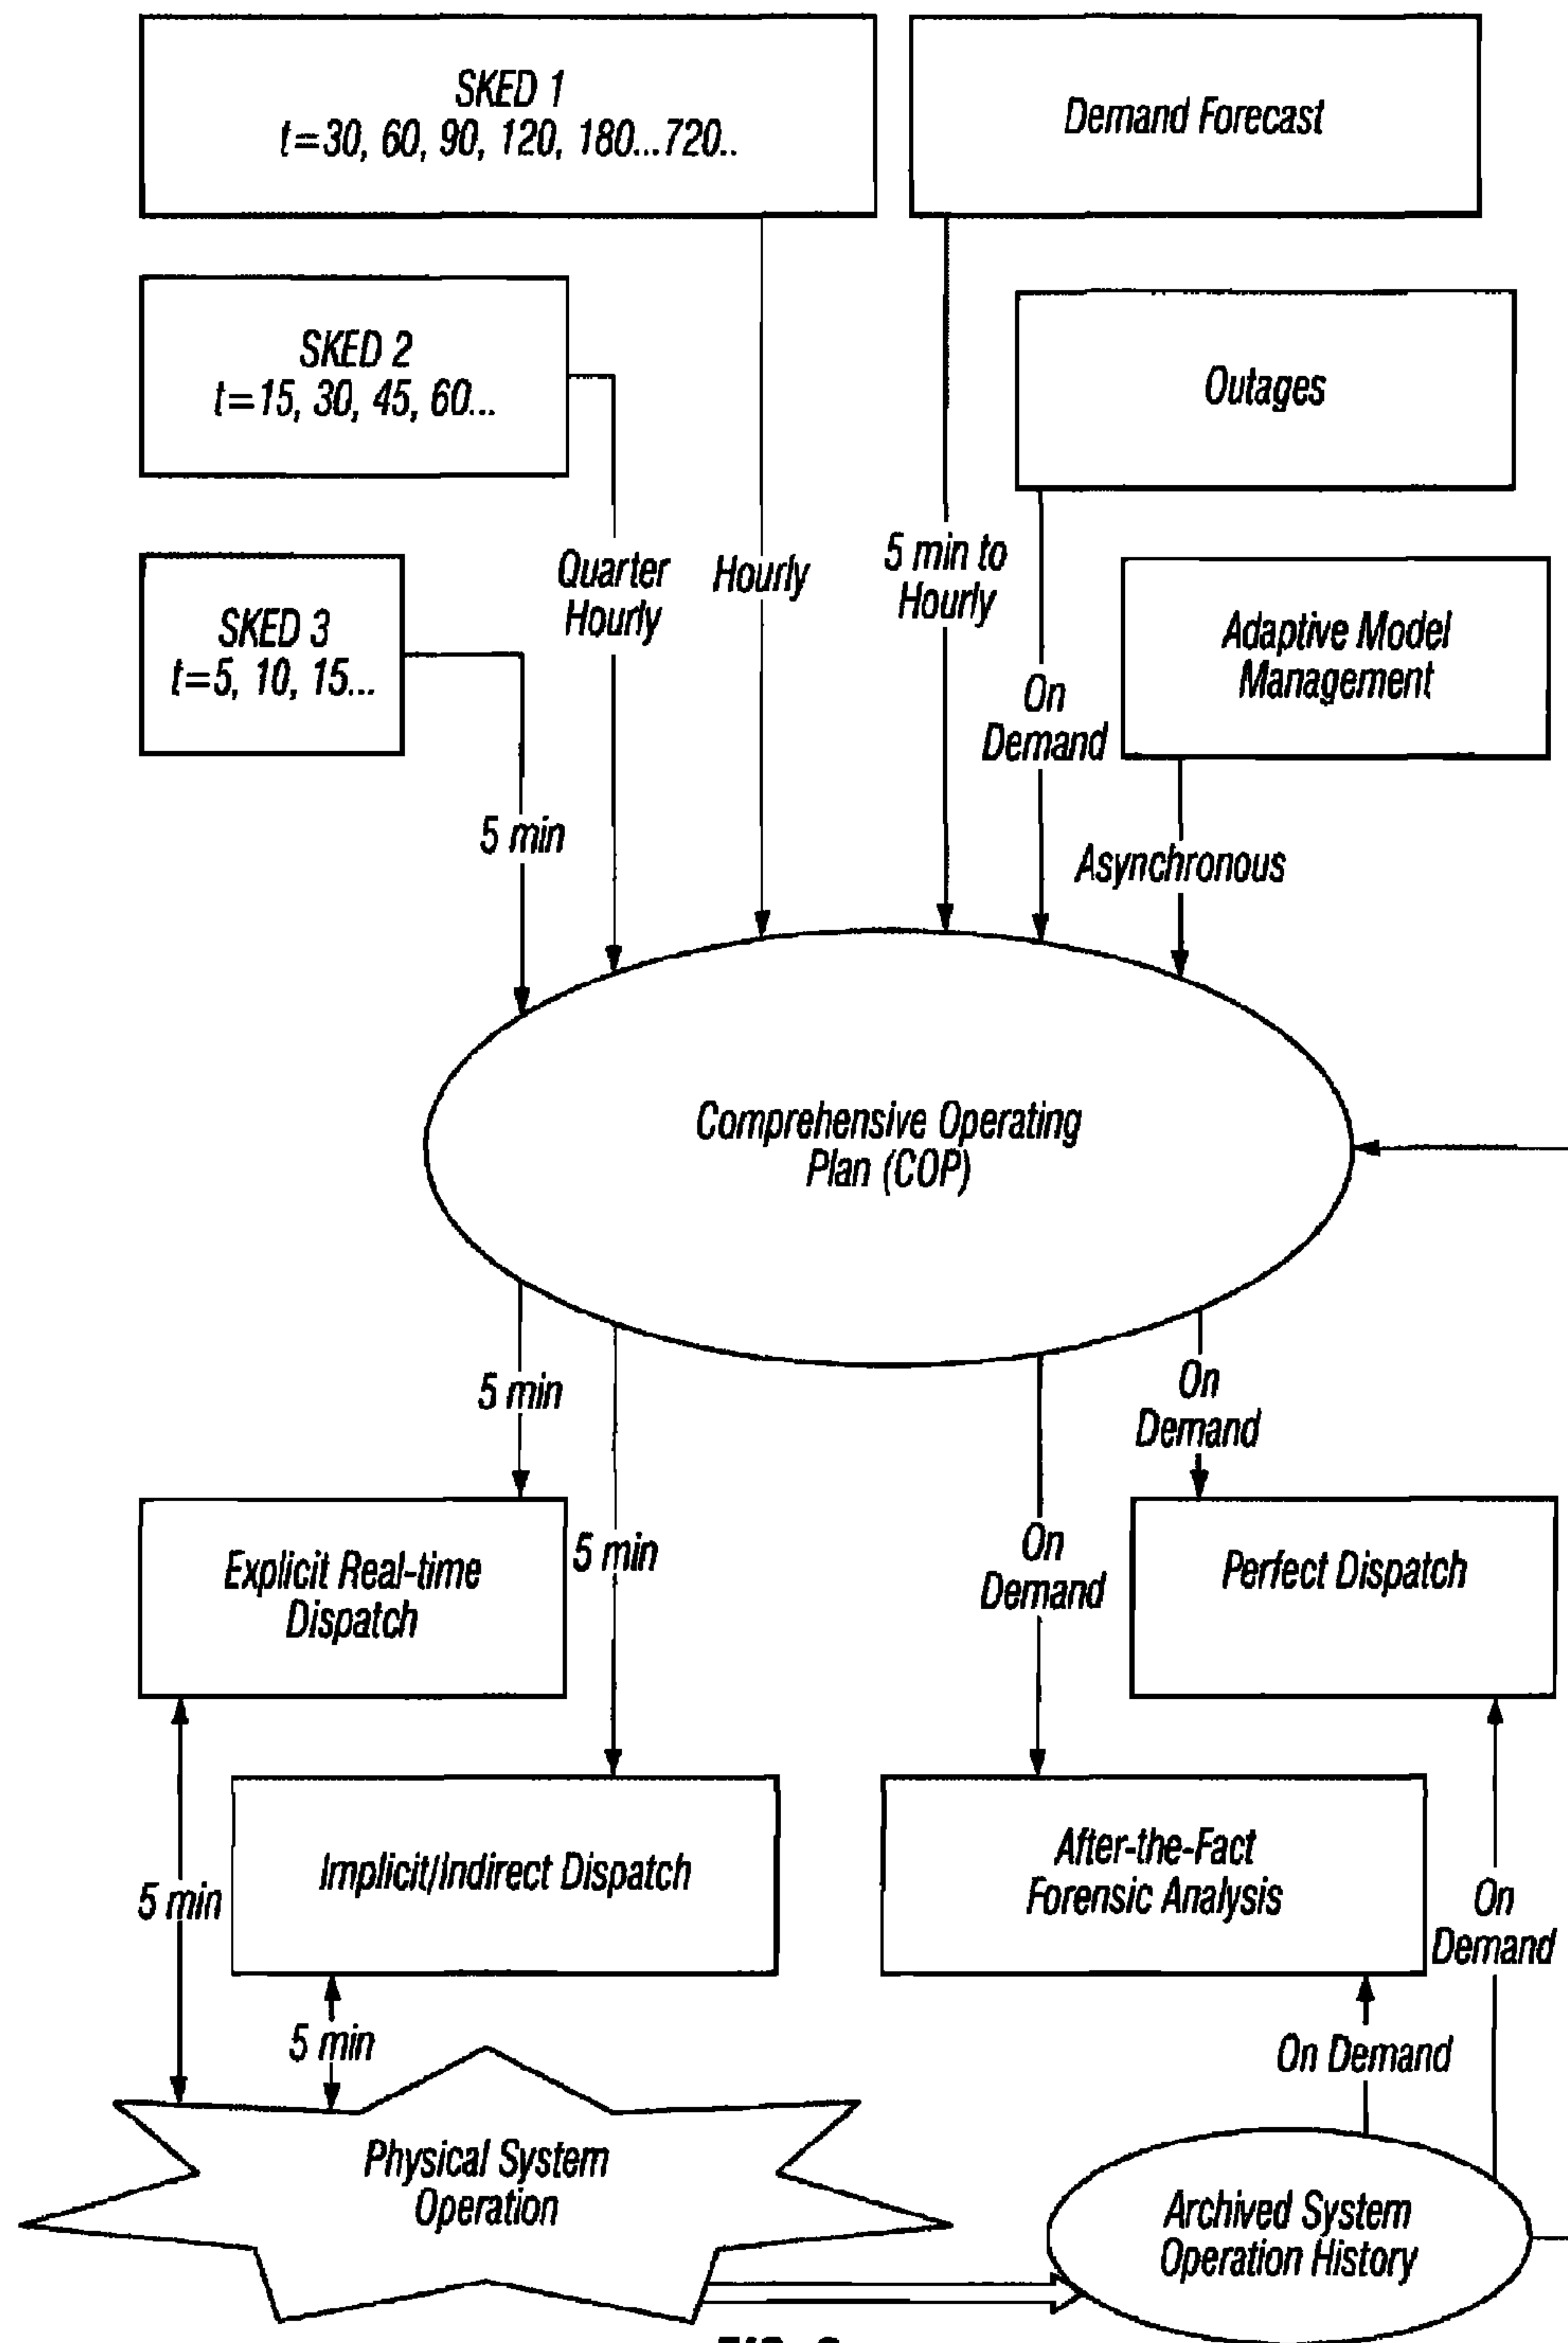 SKED 1
t=30, 60, 90, 120, 180...720..
Demand Forecast
SKED 2
t=15, 30, 45, 60...
Outages
SKED 3
t=5, 10, 15...
Quarter
Hourly
Hourly
5 min to
Hourly
Adaptive Model
Management
On
Demand
5 min
Asynchronous
Comprehensive Operating
Plan (COP)
5 min
On
Demand
5 min
On
Demand
Explicit Real-time
Dispatch
Perfect Dispatch
Implicit/Indirect Dispatch
After-the-Fact
Forensic Analysis
5 min
On
Demand
5 min
On Demand
Physical System
Operation
Archived System
Operation History